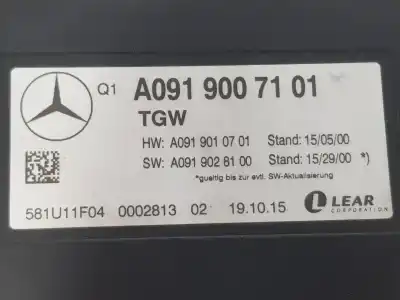 Q1 A091 900 71 01
TGW
HW: A091 901 07 01 Stand: 15/05/00
SW: A091 902 81 00 Stand: 15/29/00 *)
*gueltig bis zur evtl. SW-Aktualisierung
581U11F04 0002813 02 19.10.15 LEAR
CORPORATION